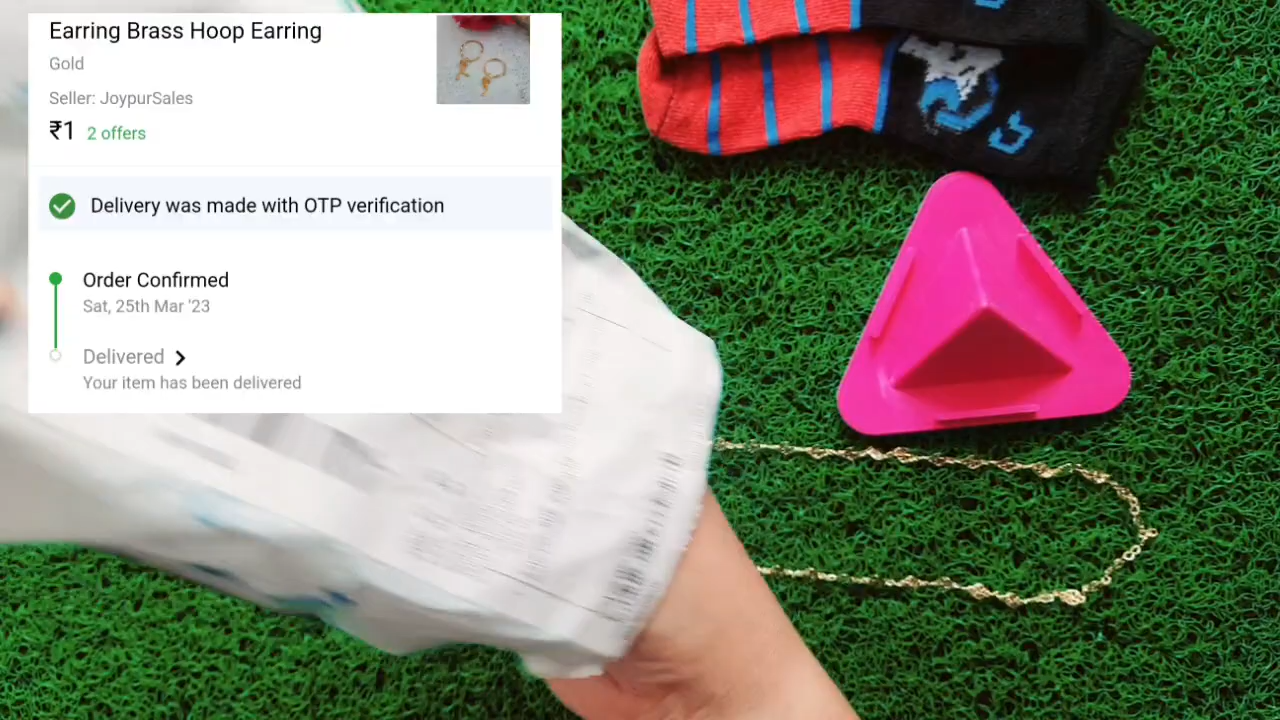 Earring Brass Hoop Earring
Gold
Seller: JoypurSales
₹1 2 offers
Delivery was made with OTP verification
Order Confirmed
Sat, 25th Mar '23
Delivered
Your item has been delivered